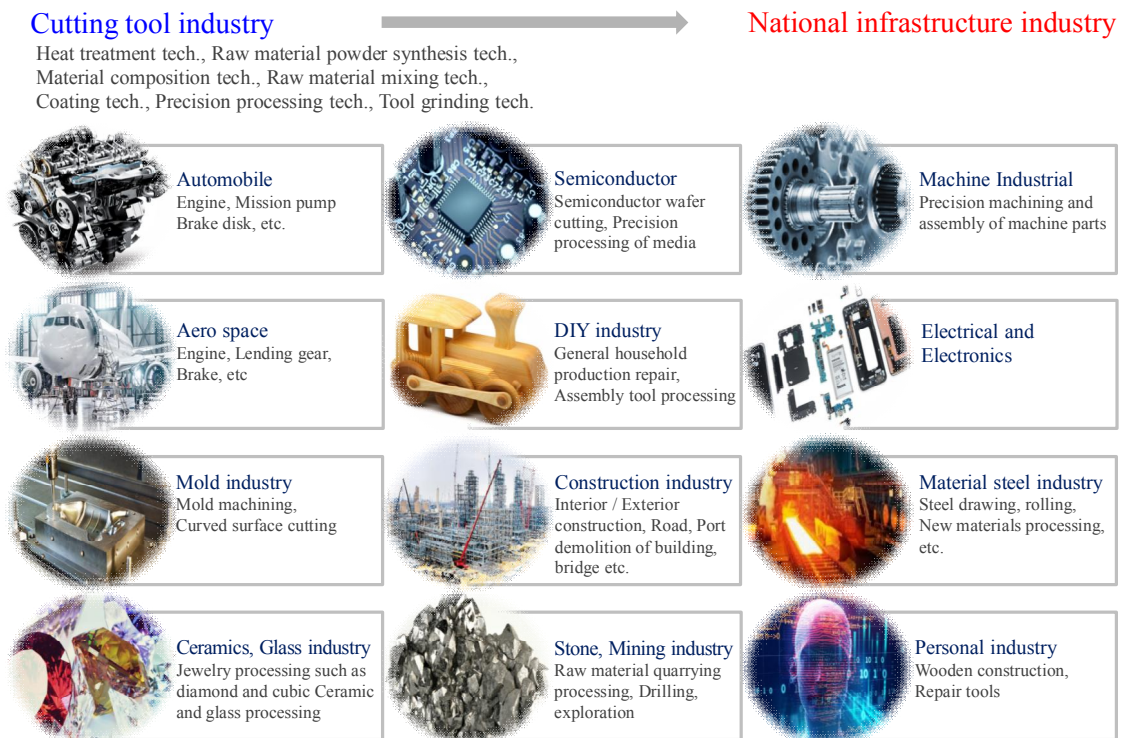 Cutting tool industry
National infrastructure industry
Heat treatment tech., Raw material powder synthesis tech.,
Material composition tech., Raw material mixing tech.,
Coating tech., Precision processing tech., Tool grinding tech.
Automobile
Engine, Mission pump
Brake disk, etc.
Semiconductor
Semiconductor wafer
cutting, Precision
processing of media
Machine Industrial
Precision machining and
assembly of machine parts
Aero space
Engine, Lending gear,
Brake, etc
DIY industry
General household
production repair,
Assembly tool processing
Electrical and
Electronics
Mold industry
Mold machining,
Curved surface cutting
Construction industry
Interior / Exterior
construction, Road, Port
demolition of building,
bridge etc.
Material steel industry
Steel drawing, rolling,
New materials processing,
etc.
Ceramics, Glass industry
Jewelry processing such as
diamond and cubic Ceramic
and glass processing
Stone, Mining industry
Raw material quarrying
processing, Drilling,
exploration
Personal industry
Wooden construction,
Repair tools